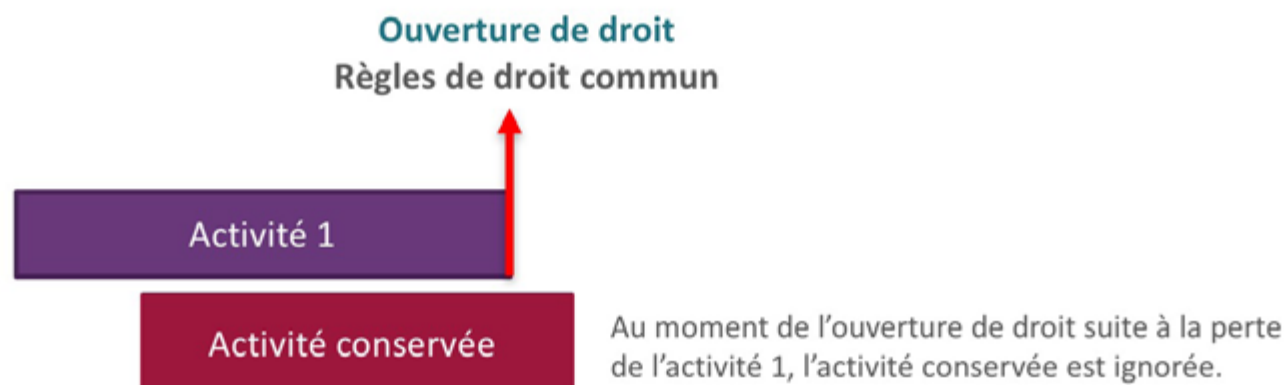 Ouverture de droit
Règles de droit commun
Activité 1
Activité conservée
Au moment de l’ouverture de droit suite à la perte
de l’activité 1, l’activité conservée est ignorée.